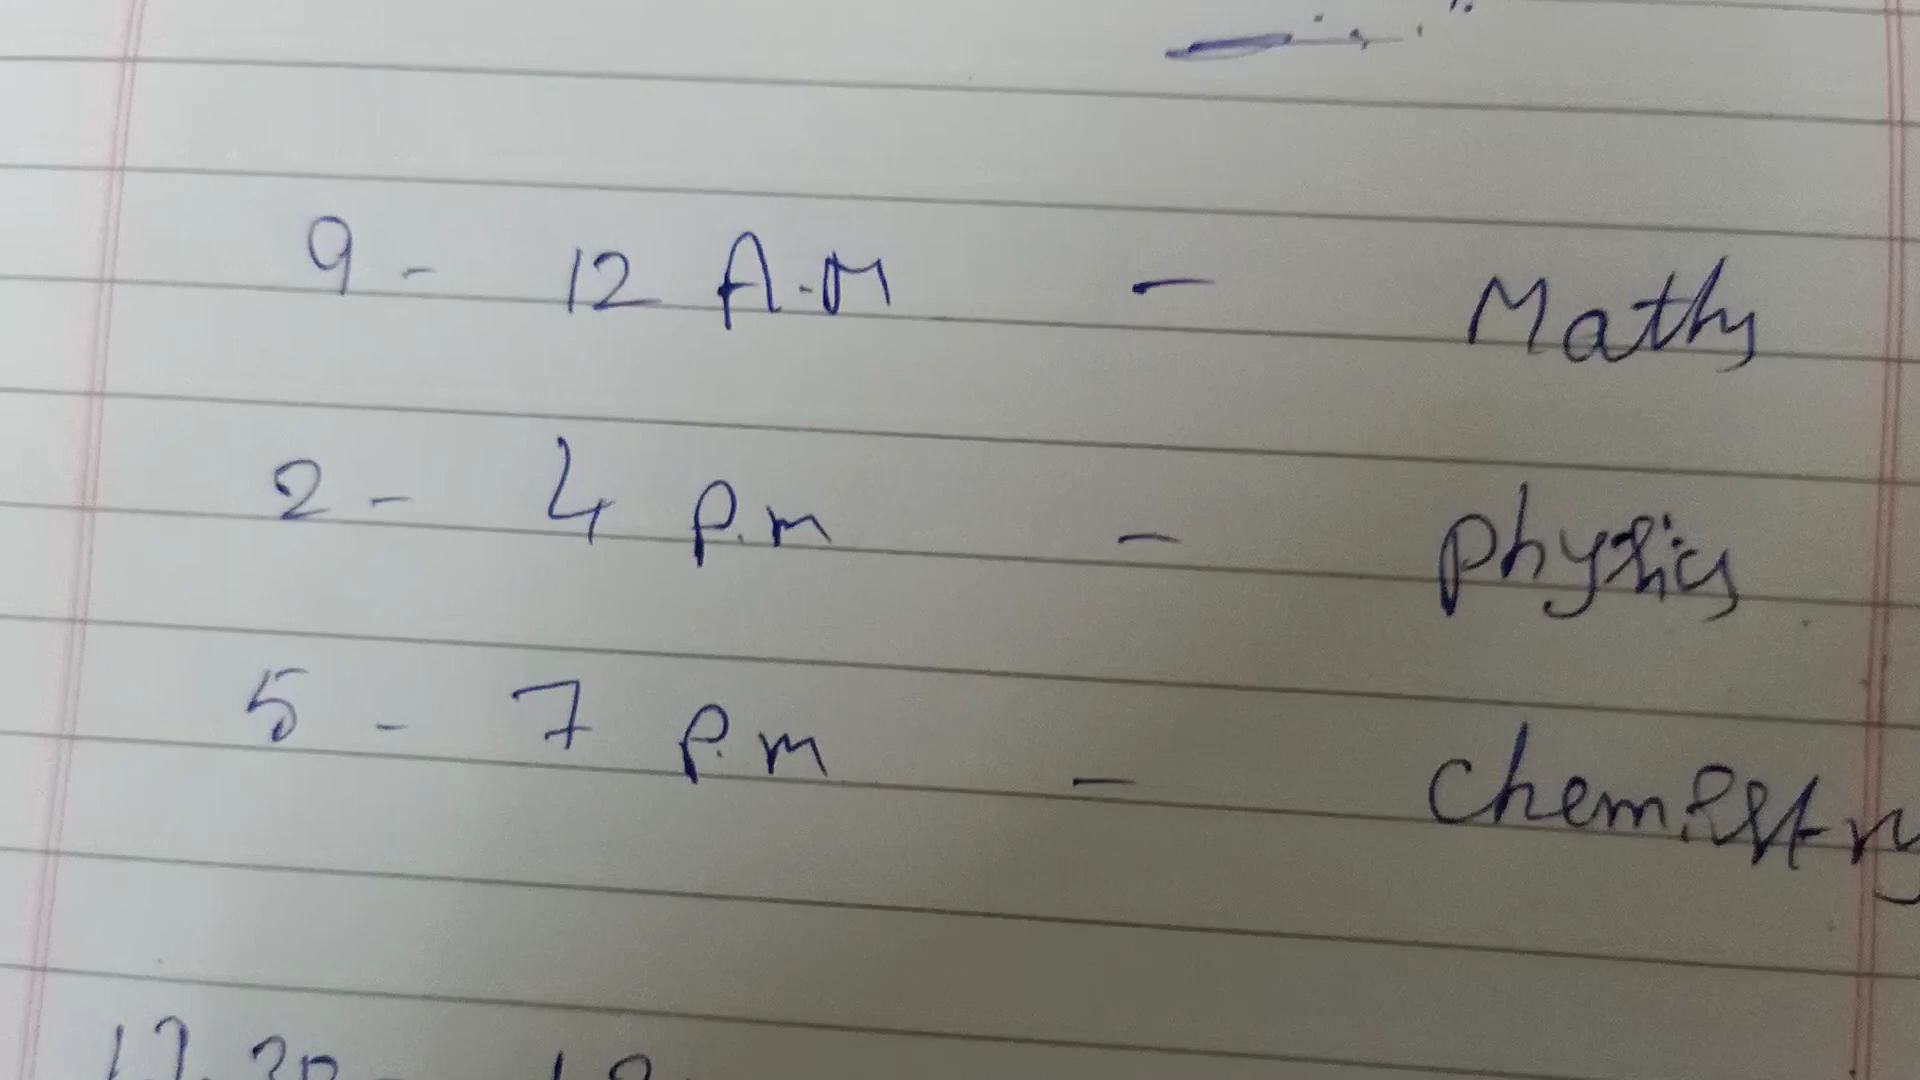 9 - 12 A.M - Maths
2 - 4 P.m - Physics
5 - 7 P.m - Chemistry